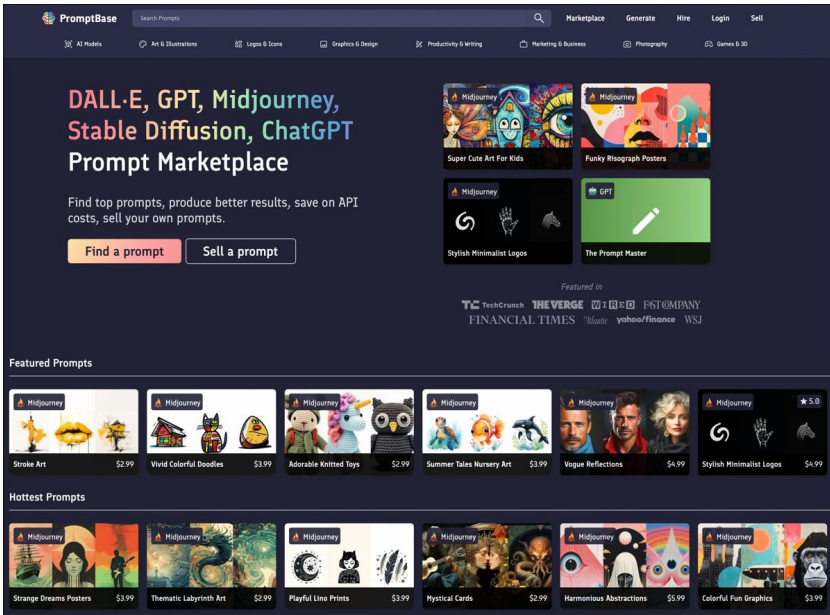 PromptBase
Search Prompts
Marketplace
Generate
Hire
Login
Sell
AI Models
Art & Illustrations
Logos & Icons
Graphics & Design
Productivity & Writing
Marketing & Business
Photography
Games & 3D
DALL·E, GPT, Midjourney,
Stable Diffusion, ChatGPT
Prompt Marketplace
Find top prompts, produce better results, save on API
costs, sell your own prompts.
Find a prompt
Sell a prompt
Midjourney
Super Cute Art For Kids
Midjourney
Funky Risograph Posters
Midjourney
Stylish Minimalist Logos
GPT
The Prompt Master
Featured in
TC TechCrunch THE VERGE WIRED FAST COMPANY
FINANCIAL TIMES The Atlantic yahoo!finance WSJ
Featured Prompts
Midjourney
Stroke Art $2.99
Midjourney
Vivid Colorful Doodles $3.99
Midjourney
Adorable Knitted Toys $2.99
Midjourney
Summer Tales Nursery Art $3.99
Midjourney
Vogue Reflections $4.99
Midjourney ★ 5.0
Stylish Minimalist Logos $4.99
Hottest Prompts
Midjourney
Strange Dreams Posters $3.99
Midjourney
Thematic Labyrinth Art $2.99
Midjourney
Playful Lino Prints $3.99
Midjourney
Mystical Cards $2.99
Midjourney
Harmonious Abstractions $5.99
Midjourney
Colorful Fun Graphics $3.99